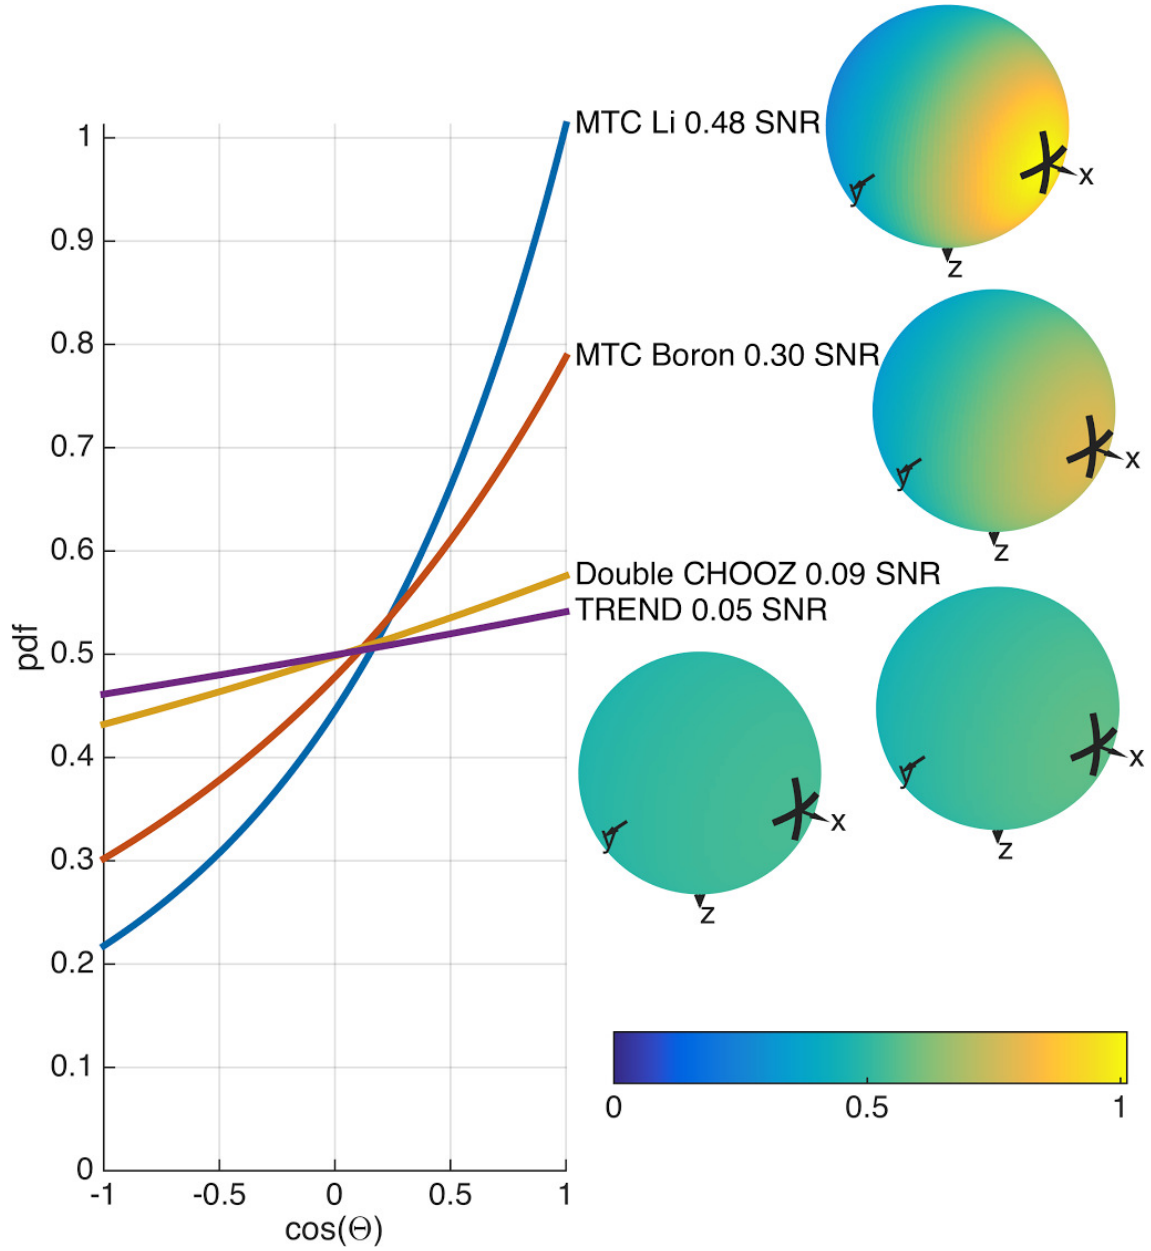 MTC Li 0.48 SNR
x
y
z
MTC Boron 0.30 SNR
x
y
z
Double CHOOZ 0.09 SNR
TREND 0.05 SNR
x
y
z
x
y
z
pdf
1
0.9
0.8
0.7
0.6
0.5
0.4
0.3
0.2
0.1
0
-1 -0.5 0 0.5 1
cos(Θ)
0 0.5 1